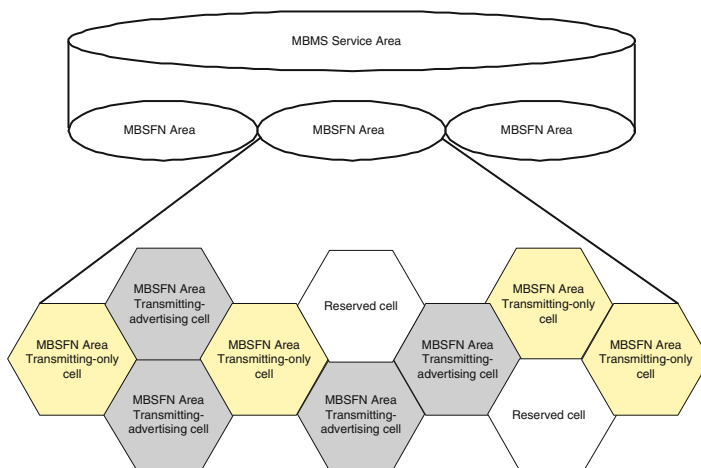 MBMS Service Area
MBSFN Area
MBSFN Area
MBSFN Area
MBSFN Area
Transmitting-
advertising cell
Reserved cell
MBSFN Area
Transmitting-only
cell
MBSFN Area
Transmitting-only
cell
MBSFN Area
Transmitting-only
cell
MBSFN Area
Transmitting-
advertising cell
MBSFN Area
Transmitting-only
cell
MBSFN Area
Transmitting-
advertising cell
MBSFN Area
Transmitting-
advertising cell
Reserved cell